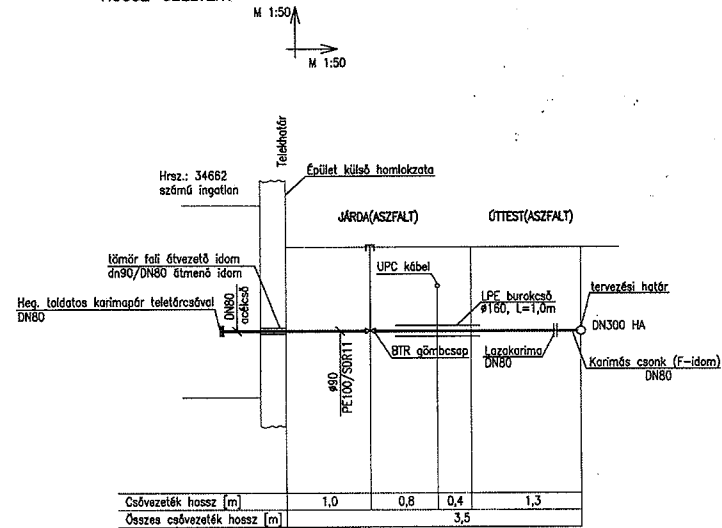 M 1:50
M 1:50
Telekhatár
Hrsz.: 34662
számú ingatlan
Épület külső homlokzata
JÁRDA(ASZFALT)
ÚTTEST(ASZFALT)
tömör fali átvezető idom
dn90/DN80 átmenő idom
UPC kábel
LPE burokcső
ø160, L=1,0m
tervezési határ
Heg. toldatos karimapár teletárcsával
DN80
DN80
acélcső
DN300 HA
ø90
PE100/SDR11
BTR gömbcsap
Lazakarima
DN80
Karimás csonk (F-idom)
DN80
Csővezeték hossz [m] 1,0 0,8 0,4 1,3
Összes csővezeték hossz [m] 3,5